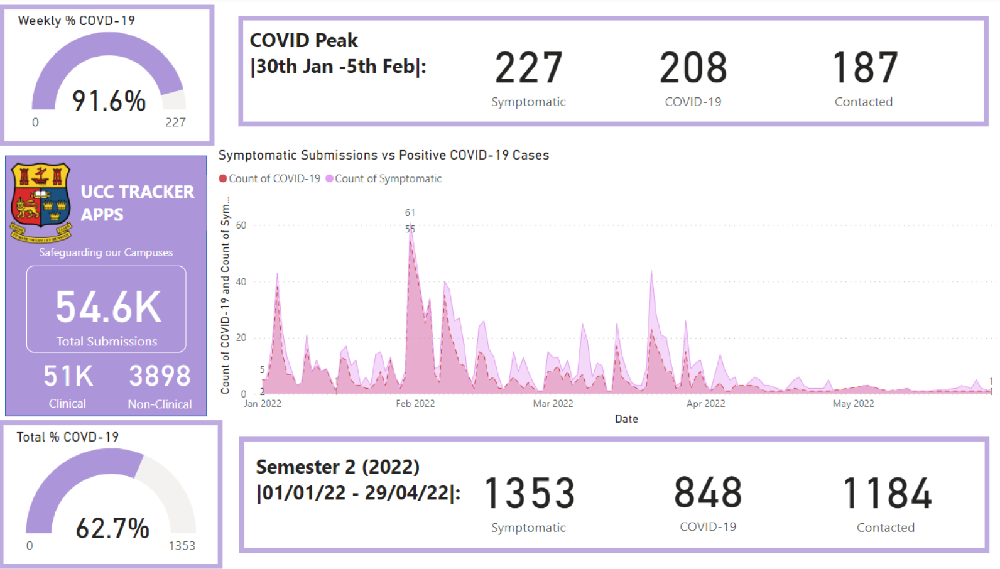 Weekly % COVD-19
91.6%
0
227
COVID Peak
|30th Jan -5th Feb|:
227
Symptomatic
208
COVID-19
187
Contacted
UCC TRACKER
APPS
Safeguarding our Campuses
54.6K
Total Submissions
51K
Clinical
3898
Non-Clinical
Symptomatic Submissions vs Positive COVID-19 Cases
Count of COVID-19
Count of Symptomatic
Count of COVID-19 and Count of Sym...
60
40
20
0
61
55
5
2
1
1
1
1
Jan 2022
Feb 2022
Mar 2022
Apr 2022
May 2022
Date
Total % COVD-19
62.7%
0
1353
Semester 2 (2022)
|01/01/22 - 29/04/22|:
1353
Symptomatic
848
COVID-19
1184
Contacted